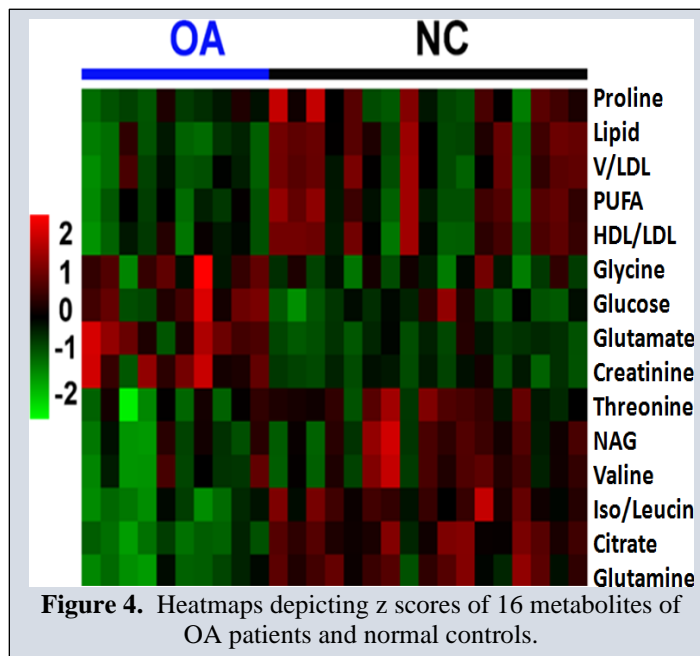 OA NC
Proline
Lipid
V/LDL
PUFA
HDL/LDL
Glycine
Glucose
Glutamate
Creatinine
Threonine
NAG
Valine
Iso/Leucin
Citrate
Glutamine
2
1
0
-1
-2
Figure 4. Heatmaps depicting z scores of 16 metabolites of
OA patients and normal controls.